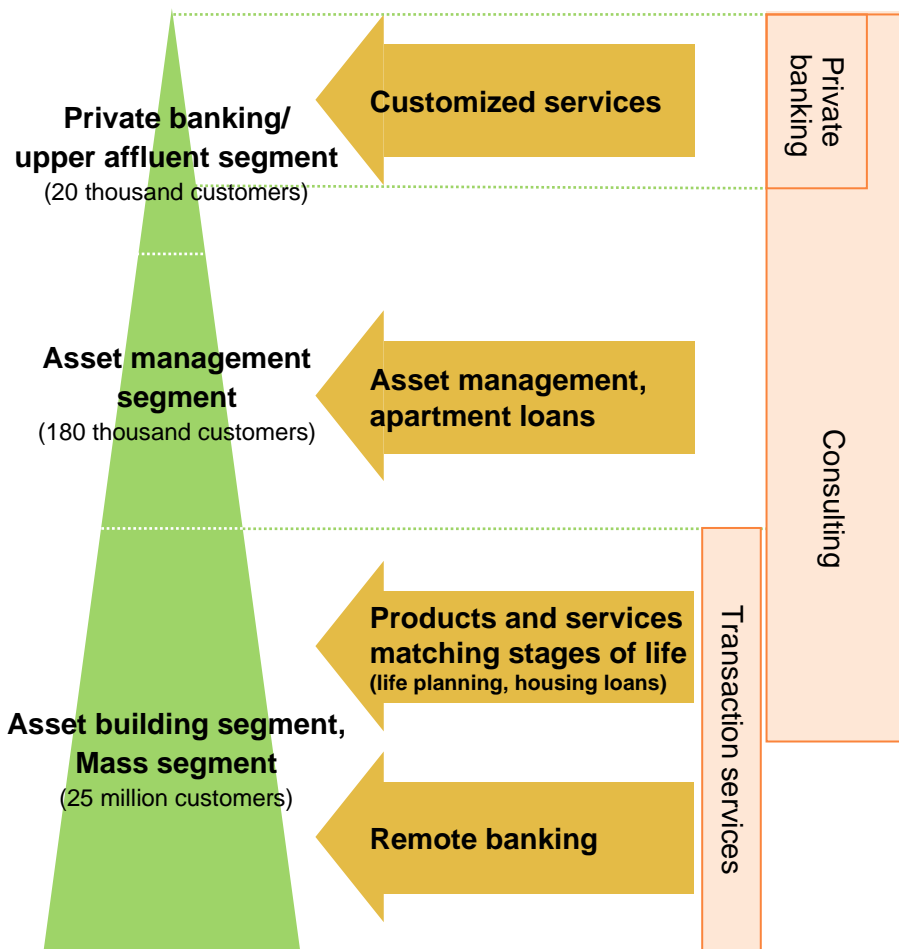 Private banking/
upper affluent segment
(20 thousand customers)
Customized services
Private
banking
Asset management
segment
(180 thousand customers)
Asset management,
apartment loans
Consulting
Products and services
matching stages of life
(life planning, housing loans)
Transaction services
Asset building segment,
Mass segment
(25 million customers)
Remote banking